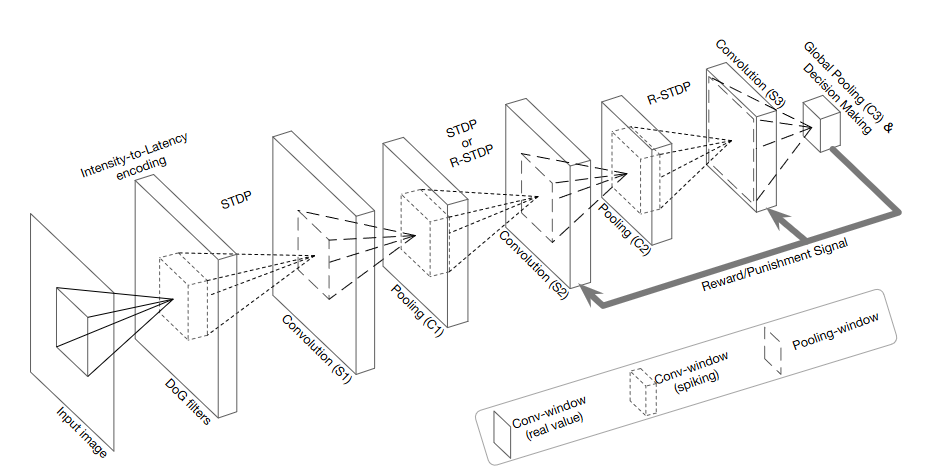 Intensity-to-Latency
encoding
STDP
STDP
or
R-STDP
R-STDP
Input image
DoG filters
Convolution (S1)
Pooling (C1)
Convolution (S2)
Pooling (C2)
Convolution (S3)
Global Pooling (C3) &
Decision Making
Reward/Punishment Signal
Conv-window
(real value)
Conv-window
(spiking)
Pooling-window